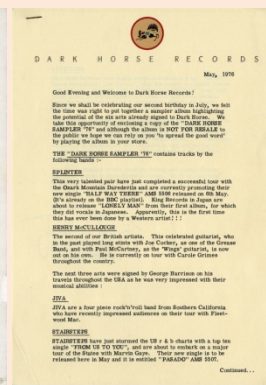 DARK HORSE RECORDS
May, 1976
Good Evening and Welcome to Dark Horse Records!
Since we shall be celebrating our second birthday in July, we felt
the time was right to put together a sampler album highlighting
the potential of the six acts already signed to Dark Horse. We
take this opportunity of enclosing a copy of the "DARK HORSE
SAMPLER '76" and although the album is NOT FOR RESALE to
the public we hope we can rely on you 'to spread the good word'
by playing the album in your store.
THE "DARK HORSE SAMPLER '76" contains tracks by the
following bands :-
SPLINTER
This very talented pair have just completed a successful tour with
the Ozark Mountain Daredevils and are currently promoting their
new single "HALF WAY THERE" AMS 5506 released on 6th May.
(It's already on the BBC playlist). King Records in Japan are
about to release "LONELY MAN" from their first album, for which
they did vocals in Japanese. Apparently, this is the first time
this has ever been done by a Western artist!!!
HENRY McCULLOUGH
The second of our British artists. This celebrated guitarist, who
in the past played long stints with Joe Cocker, as one of the Grease
Band, and with Paul McCartney, as the "Wings" guitarist, is now
out on his own. He is currently on tour with Carole Grimes
throughout the country.
The next three acts were signed by George Harrison on his
travels throughout the USA as he was very impressed with their
musical abilities :
JIVA
JIVA are a four piece rock'n'roll band from Southern California
who have recently impressed audiences on their tour with Fleet-
wood Mac.
STAIRSTEPS
STAIRSTEPS have just stormed the US r & b charts with a top ten
single "FROM US TO YOU", and are about to embark on a major
tour of the States with Marvin Gaye. Their new single is to be
released here in May and it is entitled "PASADO" AMS 5507.
Continued...